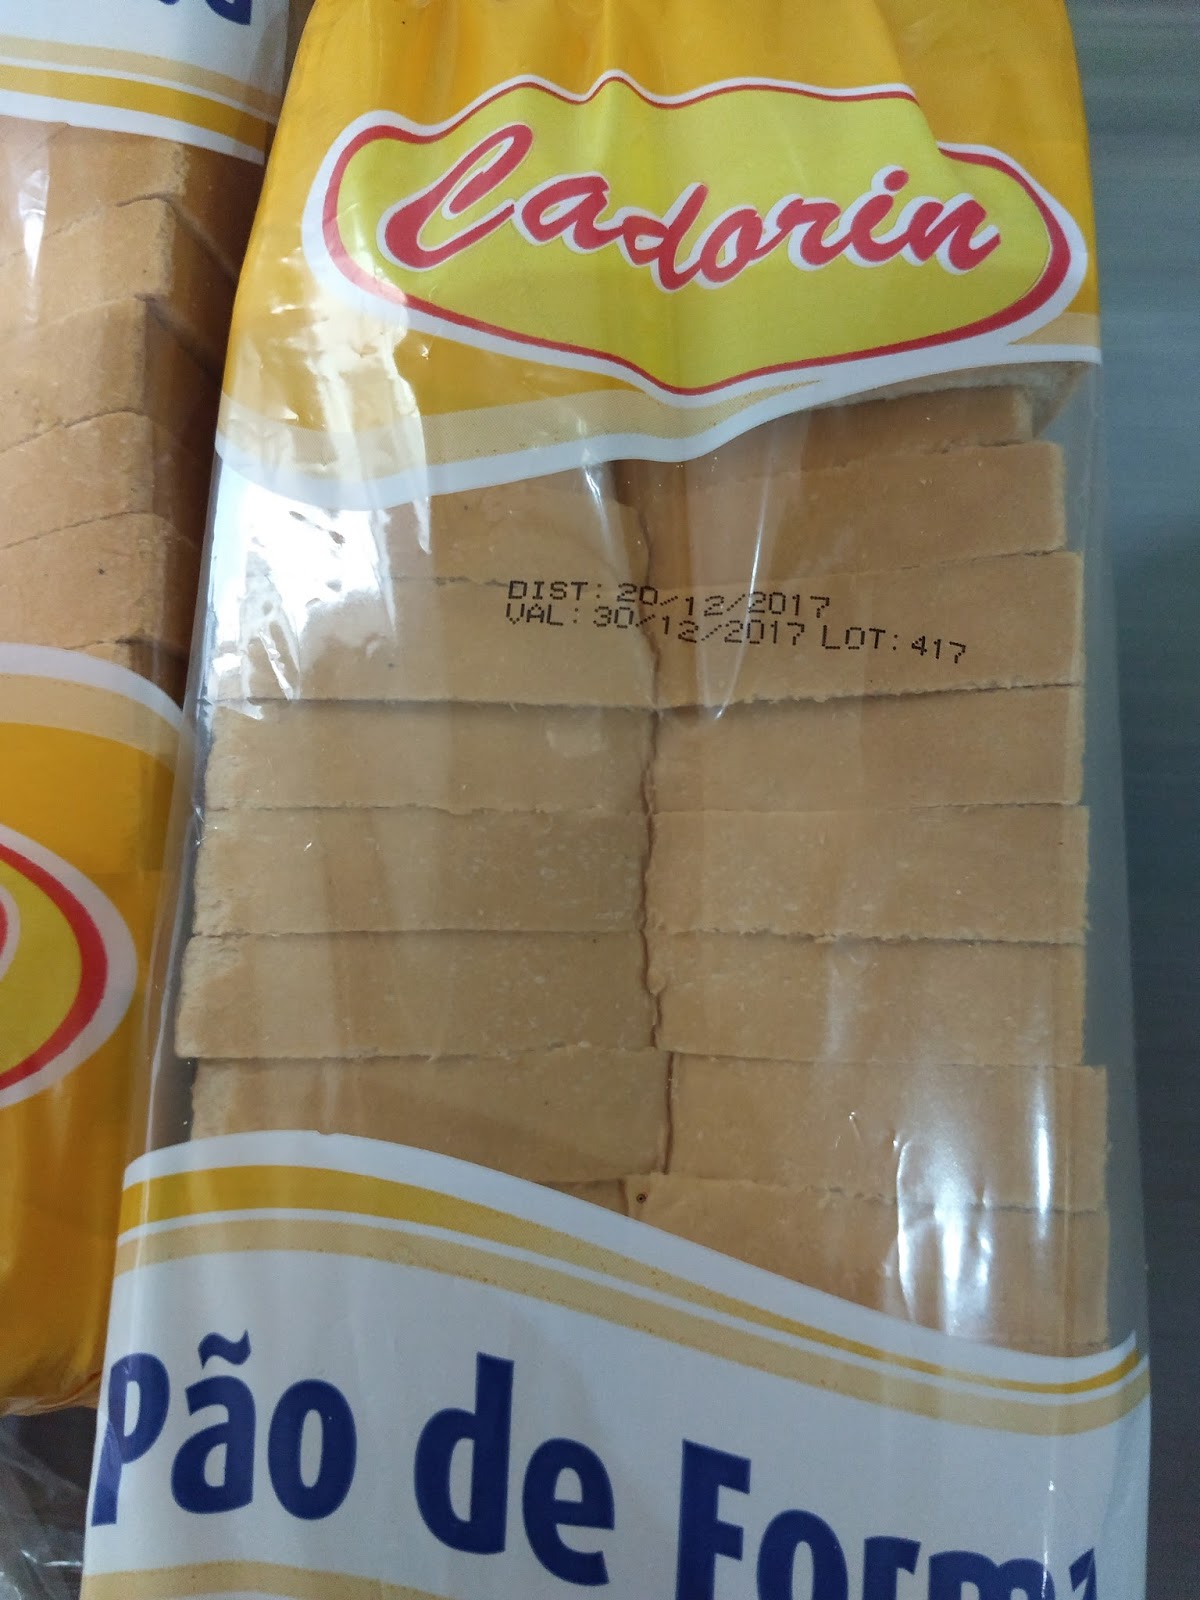 Cadorin
DIST: 20/12/2017
VAL: 30/12/2017 LOT: 417
Pão de Forma